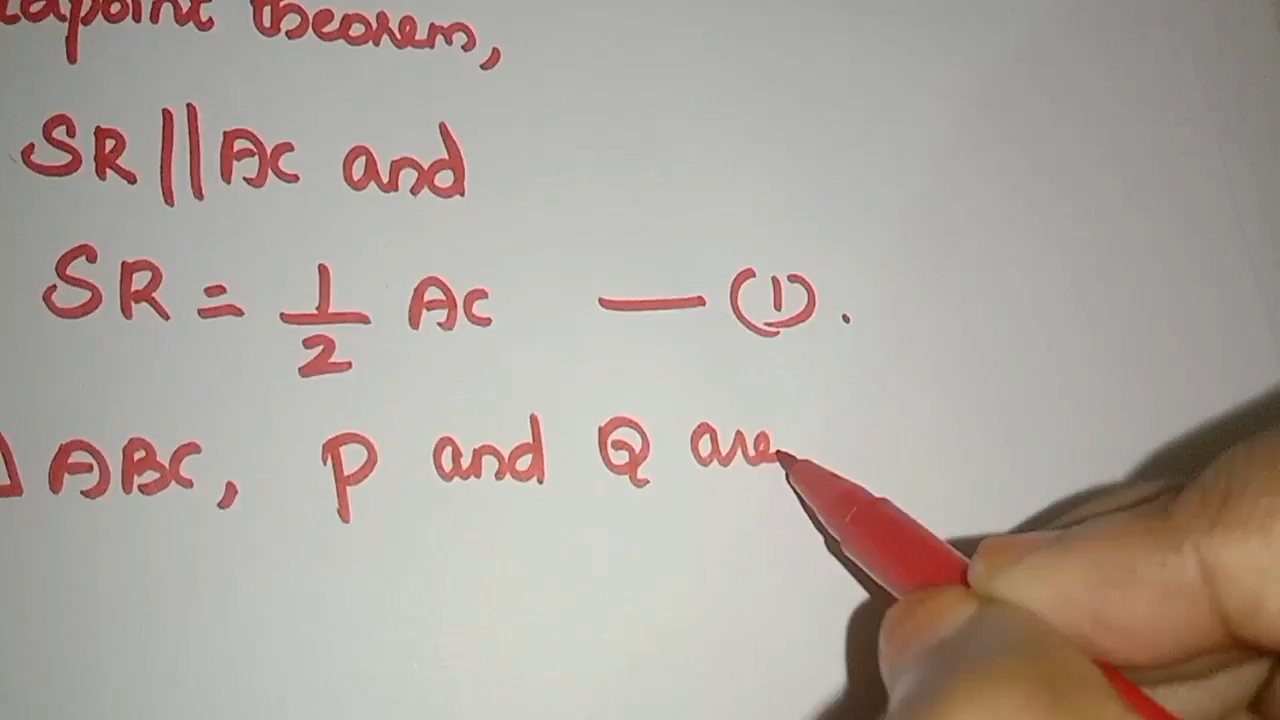 theorem,
SR || AC and
SR = 1/2 AC — (1).
ABC, P and Q are